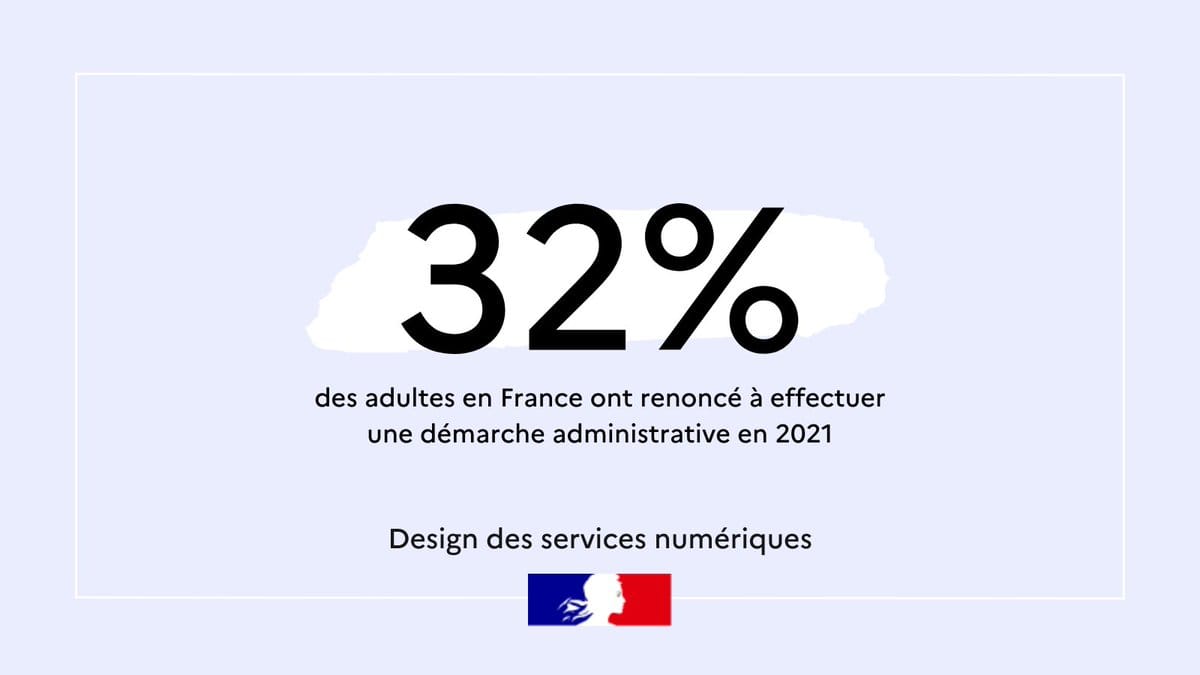 32%
des adultes en France ont renoncé à effectuer
une démarche administrative en 2021
Design des services numériques